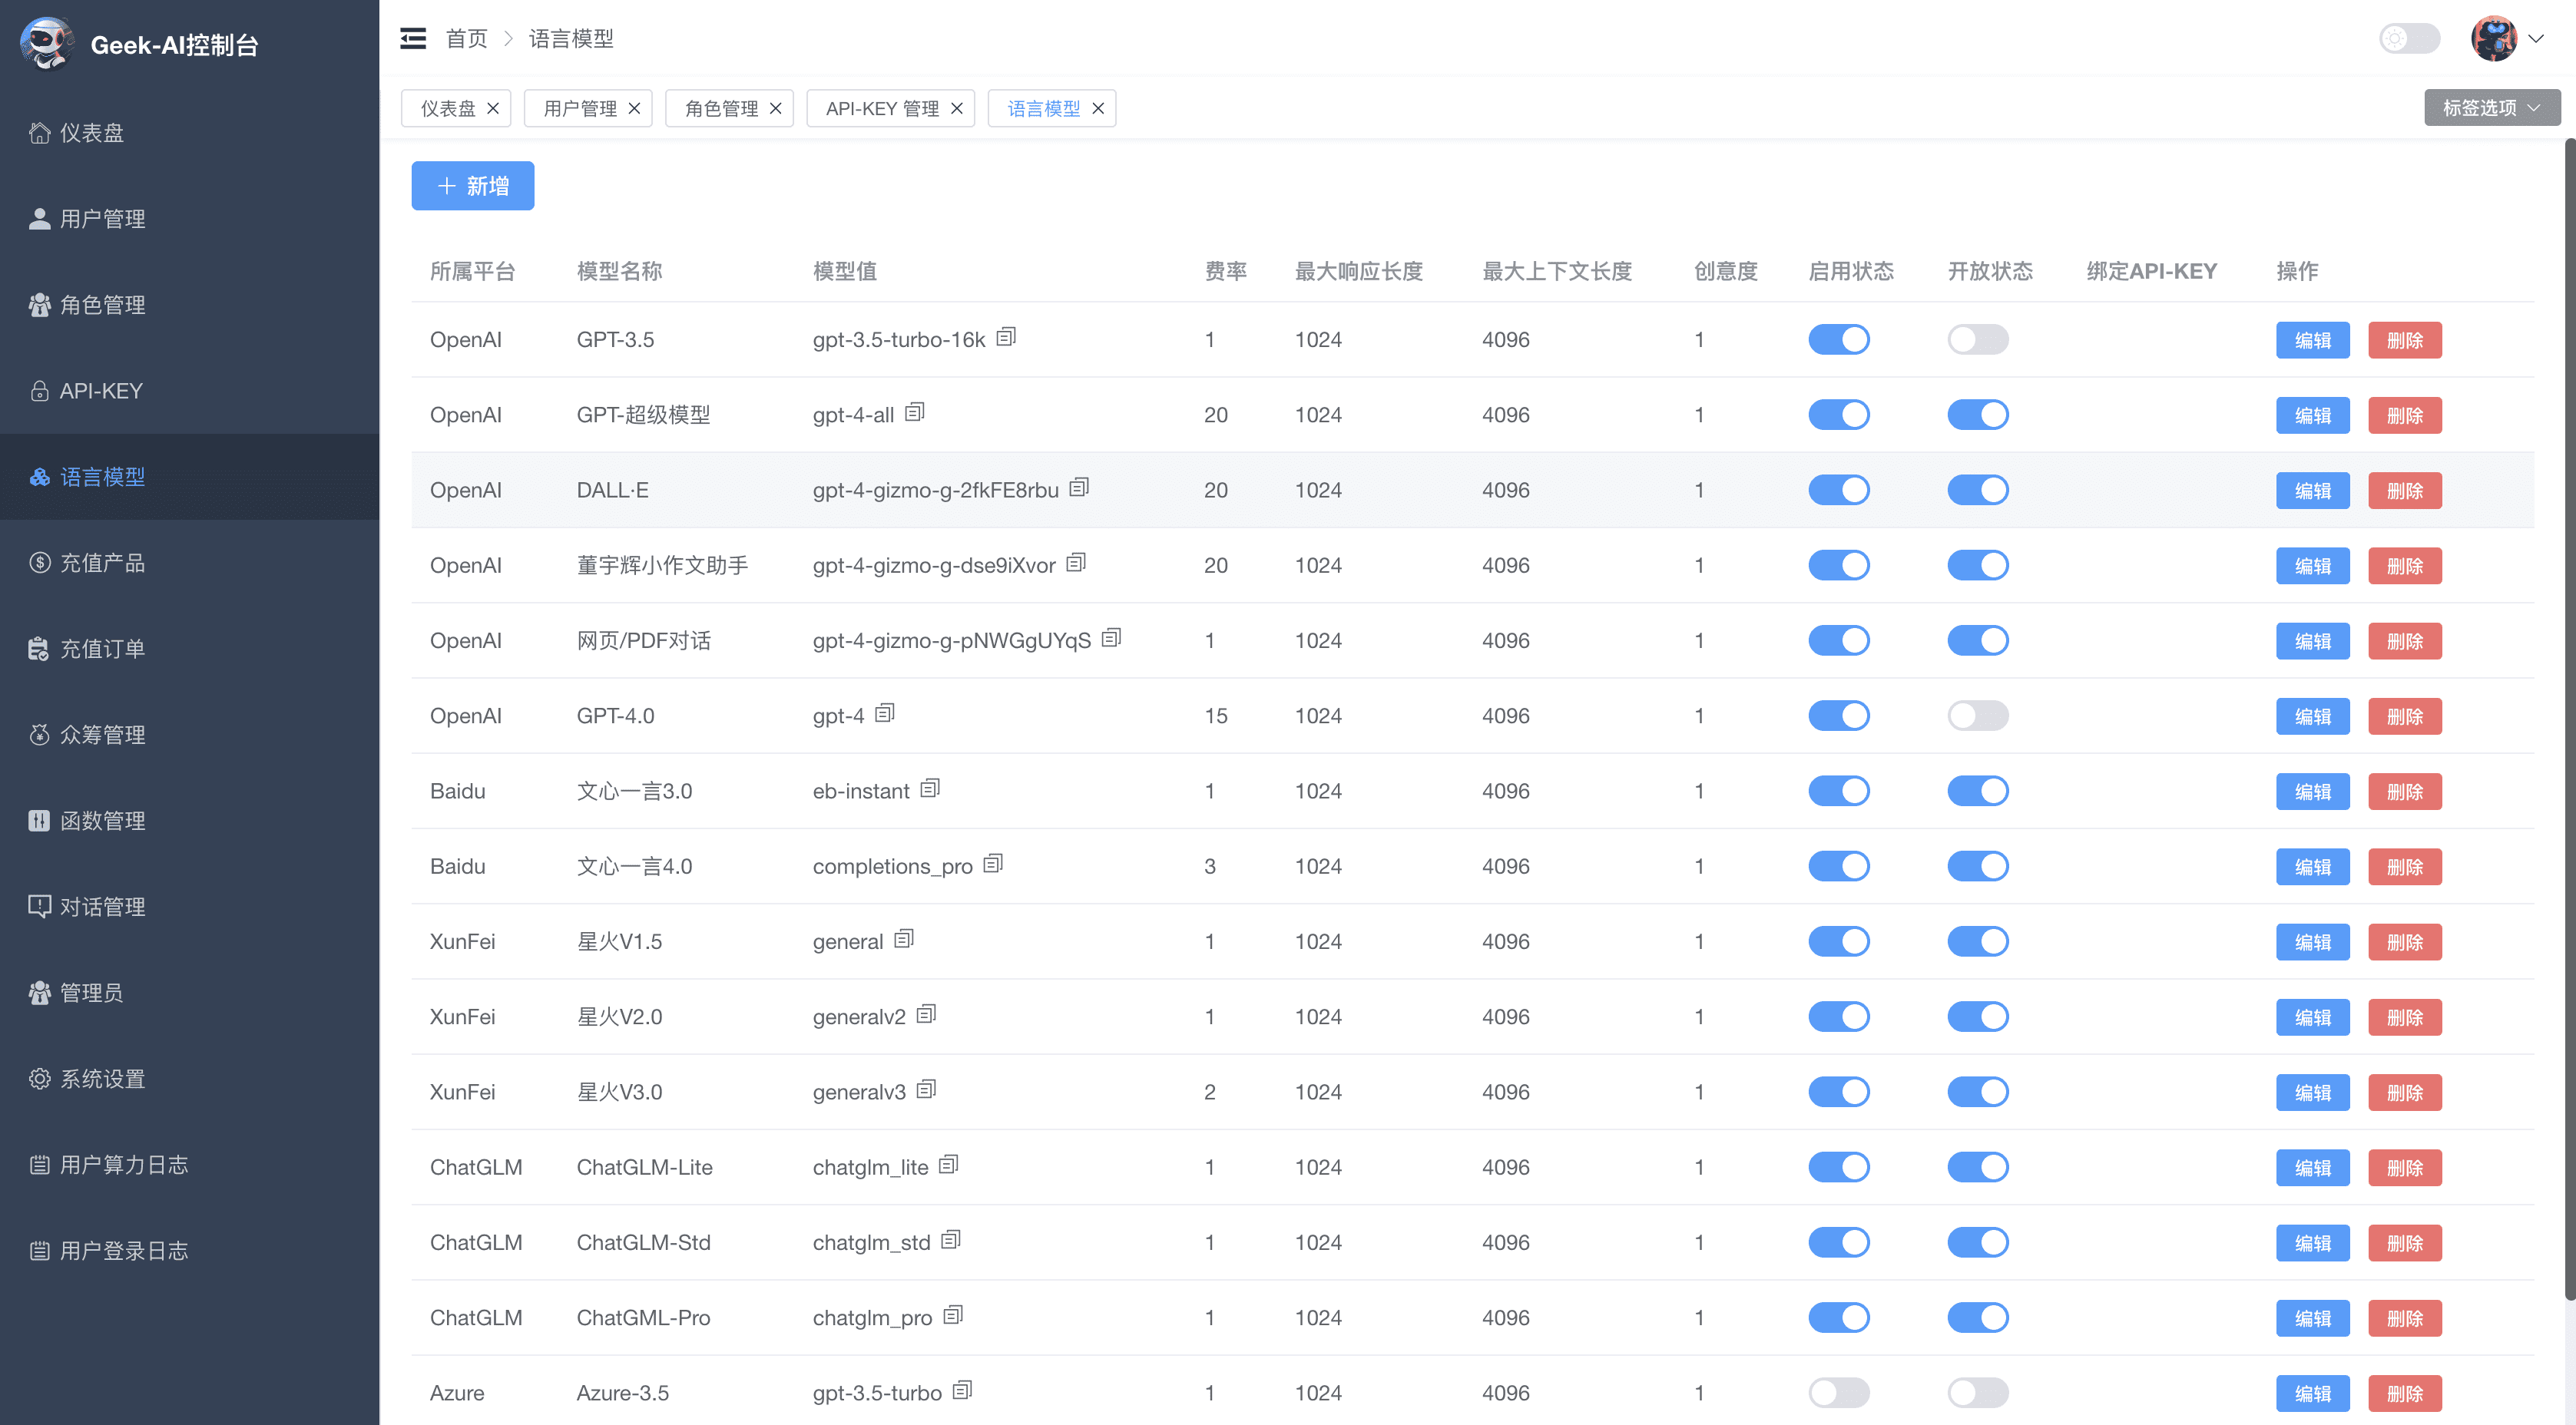 Geek-AI控制台
仪表盘
用户管理
角色管理
API-KEY
语言模型
充值产品
充值订单
众筹管理
函数管理
对话管理
管理员
系统设置
用户算力日志
用户登录日志
首页 > 语言模型
仪表盘 用户管理 角色管理 API-KEY 管理 语言模型 标签选项
新增
所属平台 模型名称 模型值 费率 最大响应长度 最大上下文长度 创意度 启用状态 开放状态 绑定API-KEY 操作
OpenAI GPT-3.5 gpt-3.5-turbo-16k 1 1024 4096 1 编辑 删除
OpenAI GPT-超级模型 gpt-4-all 20 1024 4096 1 编辑 删除
OpenAI DALL·E gpt-4-gizmo-g-2fkFE8rbu 20 1024 4096 1 编辑 删除
OpenAI 董宇辉小作文助手 gpt-4-gizmo-g-dse9iXvor 20 1024 4096 1 编辑 删除
OpenAI 网页/PDF对话 gpt-4-gizmo-g-pNWGgUYqS 1 1024 4096 1 编辑 删除
OpenAI GPT-4.0 gpt-4 15 1024 4096 1 编辑 删除
Baidu 文心一言3.0 eb-instant 1 1024 4096 1 编辑 删除
Baidu 文心一言4.0 completions_pro 3 1024 4096 1 编辑 删除
XunFei 星火V1.5 general 1 1024 4096 1 编辑 删除
XunFei 星火V2.0 generalv2 1 1024 4096 1 编辑 删除
XunFei 星火V3.0 generalv3 2 1024 4096 1 编辑 删除
ChatGLM ChatGLM-Lite chatglm_lite 1 1024 4096 1 编辑 删除
ChatGLM ChatGLM-Std chatglm_std 1 1024 4096 1 编辑 删除
ChatGLM ChatGML-Pro chatglm_pro 1 1024 4096 1 编辑 删除
Azure Azure-3.5 gpt-3.5-turbo 1 1024 4096 1 编辑 删除